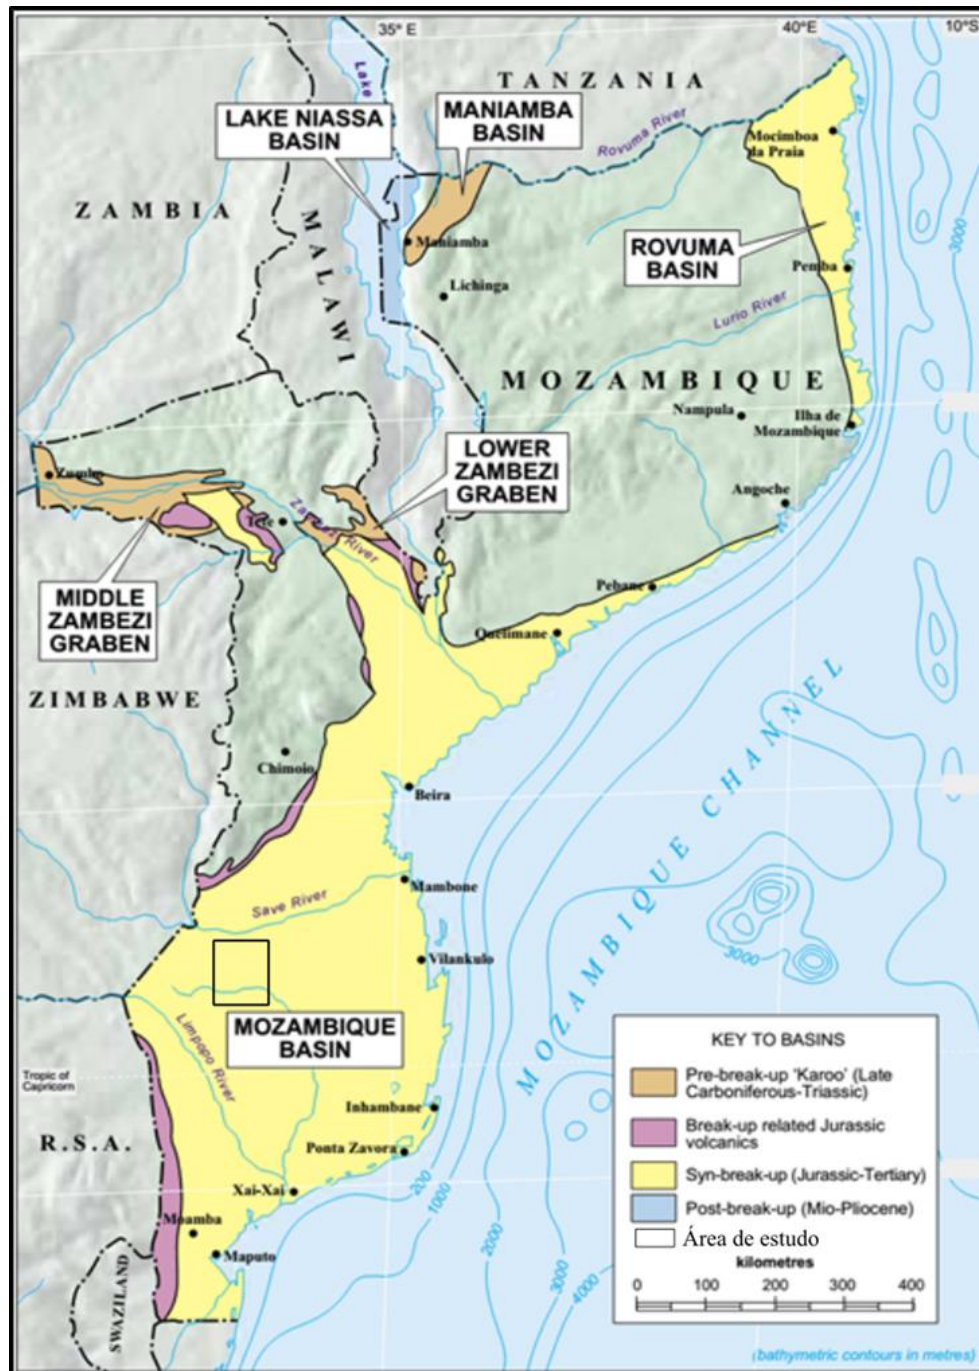 35° E
40° E
10° S
Lake
TANZANIA
LAKE NIASSA
BASIN
MANIAMBA
BASIN
Rovuma River
Mocimboa
da Praia
ZAMBIA
MALAWI
Maniamba
ROVUMA
BASIN
Pemba
Lichinga
Lurio River
3000
MOZAMBIQUE
Nampula
Ilha de
Mozambique
LOWER
ZAMBEZI
GRABEN
Zumbo
Angoche
Tete
Zambezi River
MIDDLE
ZAMBEZI
GRABEN
Pebane
Quelimane
ZIMBABWE
Chimoio
Beira
MOZAMBIQUE CHANNEL
Mambone
Save River
Vilankulo
3000
MOZAMBIQUE
BASIN
Limpopo River
Tropic of
Capricorn
Inhambane
R.S.A.
Ponta Zavora
Xai-Xai
200
1000
2000
3000
4000
Moamba
Maputo
SWAZILAND
KEY TO BASINS
Pre-break-up 'Karoo' (Late
Carboniferous-Triassic)
Break-up related Jurassic
volcanics
Syn-break-up (Jurassic-Tertiary)
Post-break-up (Mio-Pliocene)
Área de estudo
kilometres
0 100 200 300 400
(bathymetric contours in metres)